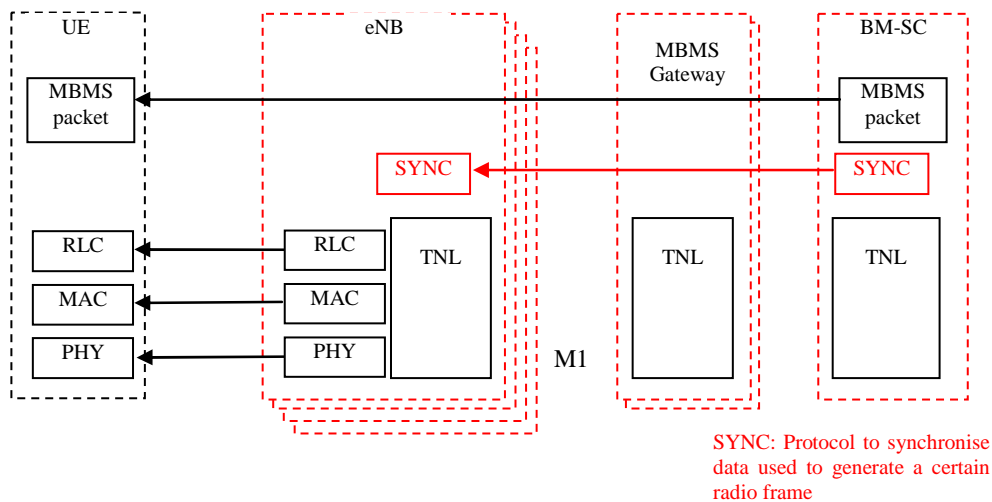 UE
eNB
MBMS
Gateway
BM-SC
MBMS
packet
MBMS
packet
SYNC
SYNC
RLC
RLC
TNL
TNL
TNL
MAC
MAC
PHY
PHY
M1
SYNC: Protocol to synchronise
data used to generate a certain
radio frame